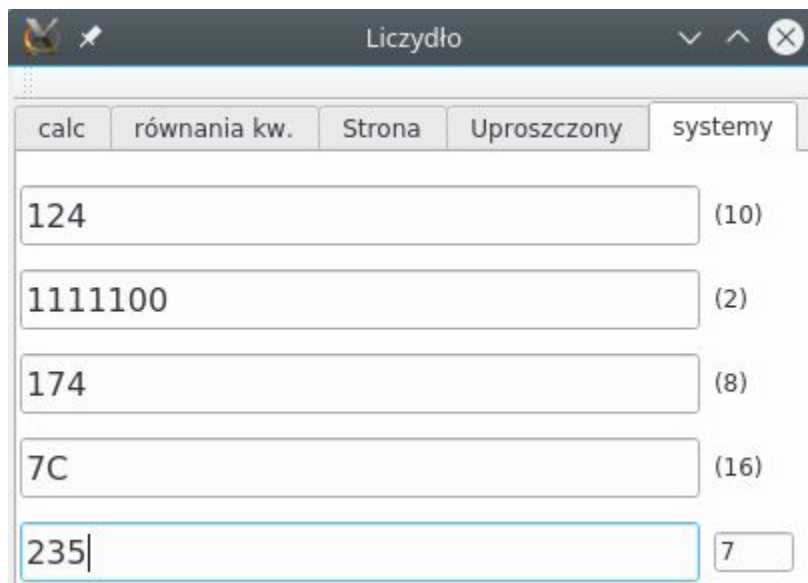 Liczydło
calc równania kw. Strona Uproszczony systemy
124 (10)
1111100 (2)
174 (8)
7C (16)
235 7